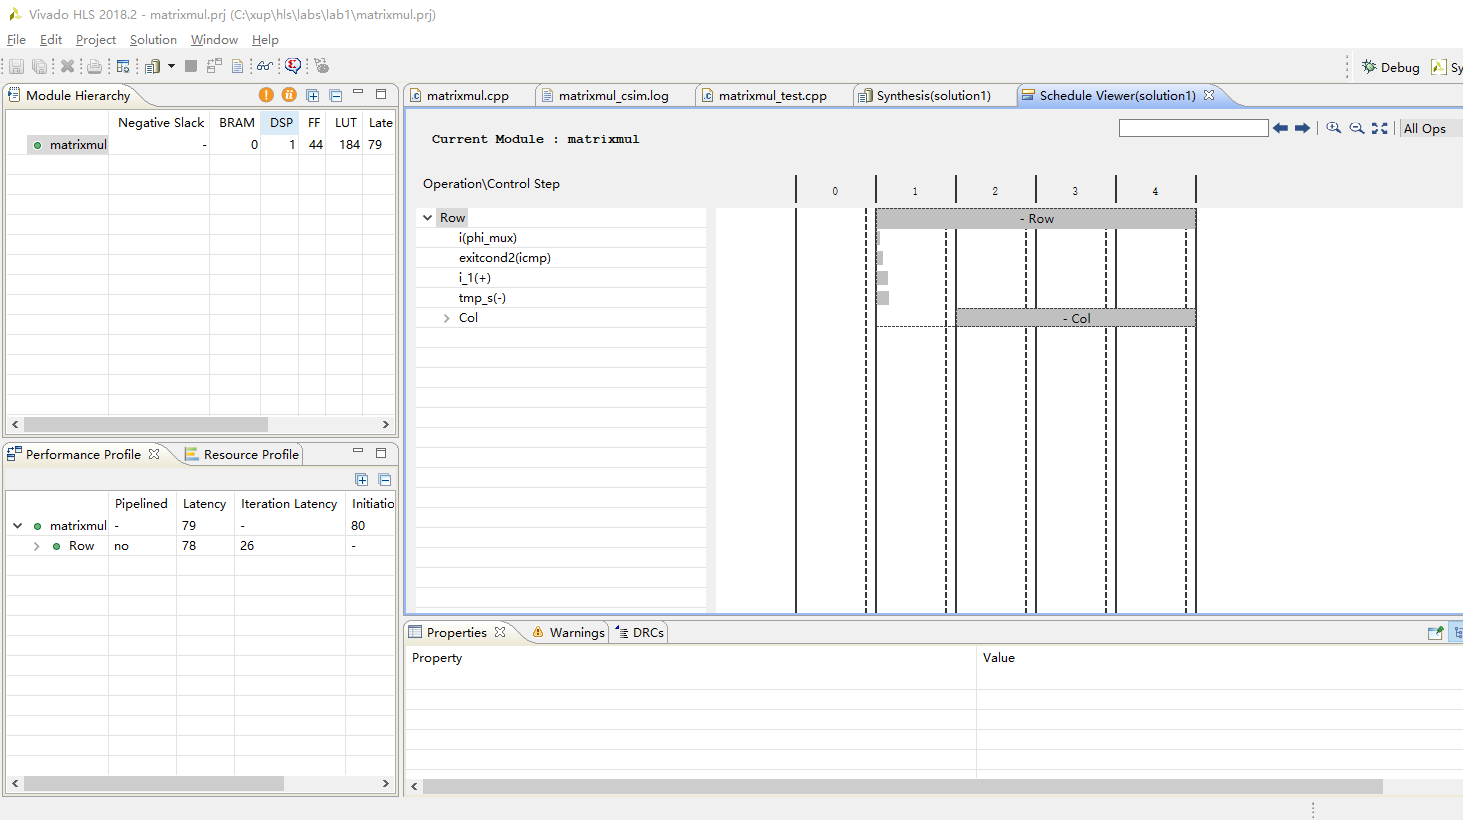 Vivado HLS 2018.2 - matrixmul.prj (C:\xup\hls\labs\lab1\matrixmul.prj)
File Edit Project Solution Window Help
Debug Sy
Module Hierarchy
Negative Slack BRAM DSP FF LUT Late
matrixmul - 0 1 44 184 79
Performance Profile Resource Profile
Pipelined Latency Iteration Latency Initiatio
matrixmul - 79 - 80
Row no 78 26 -
matrixmul.cpp matrixmul_csim.log matrixmul_test.cpp Synthesis(solution1) Schedule Viewer(solution1)
Current Module : matrixmul
All Ops
Operation\Control Step 0 1 2 3 4
Row - Row
i(phi_mux)
exitcond2(icmp)
i_1(+)
tmp_s(-)
Col - Col
Properties Warnings DRCs
Property Value